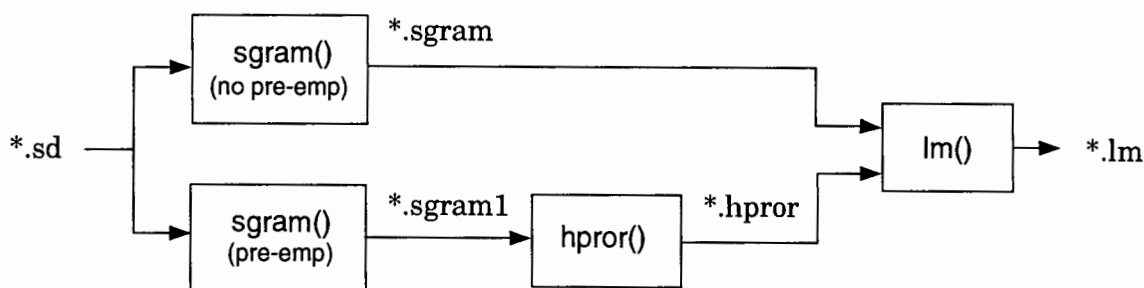 *.sgram
sgram()
(no pre-emp)
*.sd
lm()
*.lm
*.sgram1
*.hpror
sgram()
(pre-emp)
hpror()